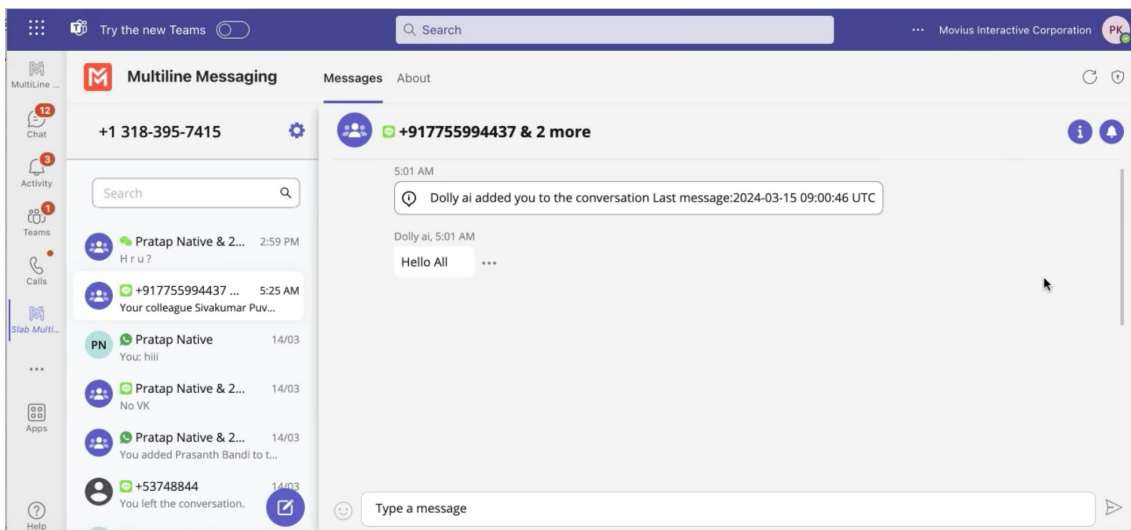 Try the new Teams
Search
Movius Interactive Corporation
PK
MultiLine ...
12
Chat
3
Activity
1
Teams
Calls
Slab Multi...
Apps
Help
Multiline Messaging
Messages About
+1 318-395-7415
Search
Pratap Native & 2... 2:59 PM
H r u ?
+917755994437 ... 5:25 AM
Your colleague Sivakumar Puv...
PN
Pratap Native 14/03
You: hiii
Pratap Native & 2... 14/03
No VK
Pratap Native & 2... 14/03
You added Prasanth Bandi to t...
+53748844 14/03
You left the conversation.
+917755994437 & 2 more
5:01 AM
Dolly ai added you to the conversation Last message:2024-03-15 09:00:46 UTC
Dolly ai, 5:01 AM
Hello All
Type a message